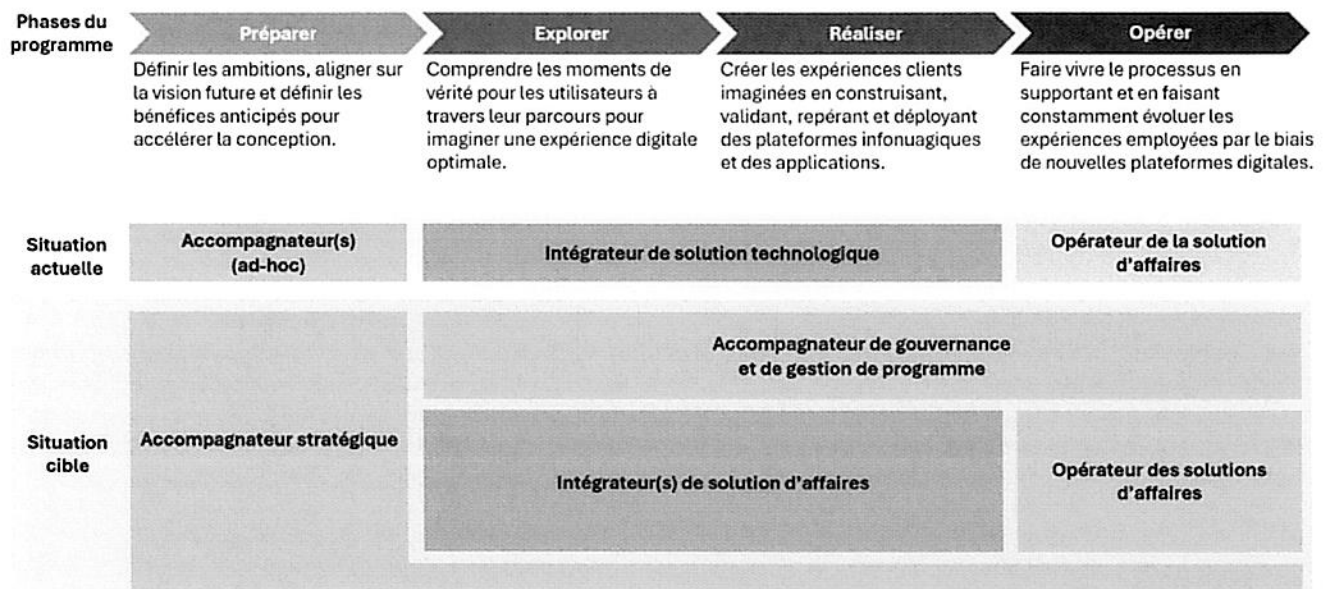 Phases du
programme
Préparer
Explorer
Réaliser
Opérer
Définir les ambitions, aligner sur
la vision future et définir les
bénéfices anticipés pour
accélérer la conception.
Comprendre les moments de
vérité pour les utilisateurs à
travers leur parcours pour
imaginer une expérience digitale
optimale.
Créer les expériences clients
imaginées en construisant,
validant, repérant et déployant
des plateformes infonuagiques
et des applications.
Faire vivre le processus en
supportant et en faisant
constamment évoluer les
expériences employées par le biais
de nouvelles plateformes digitales.
Situation
actuelle
Accompagnateur(s)
(ad-hoc)
Intégrateur de solution technologique
Opérateur de la solution
d'affaires
Situation
cible
Accompagnateur stratégique
Accompagnateur de gouvernance
et de gestion de programme
Intégrateur(s) de solution d'affaires
Opérateur des solutions
d'affaires